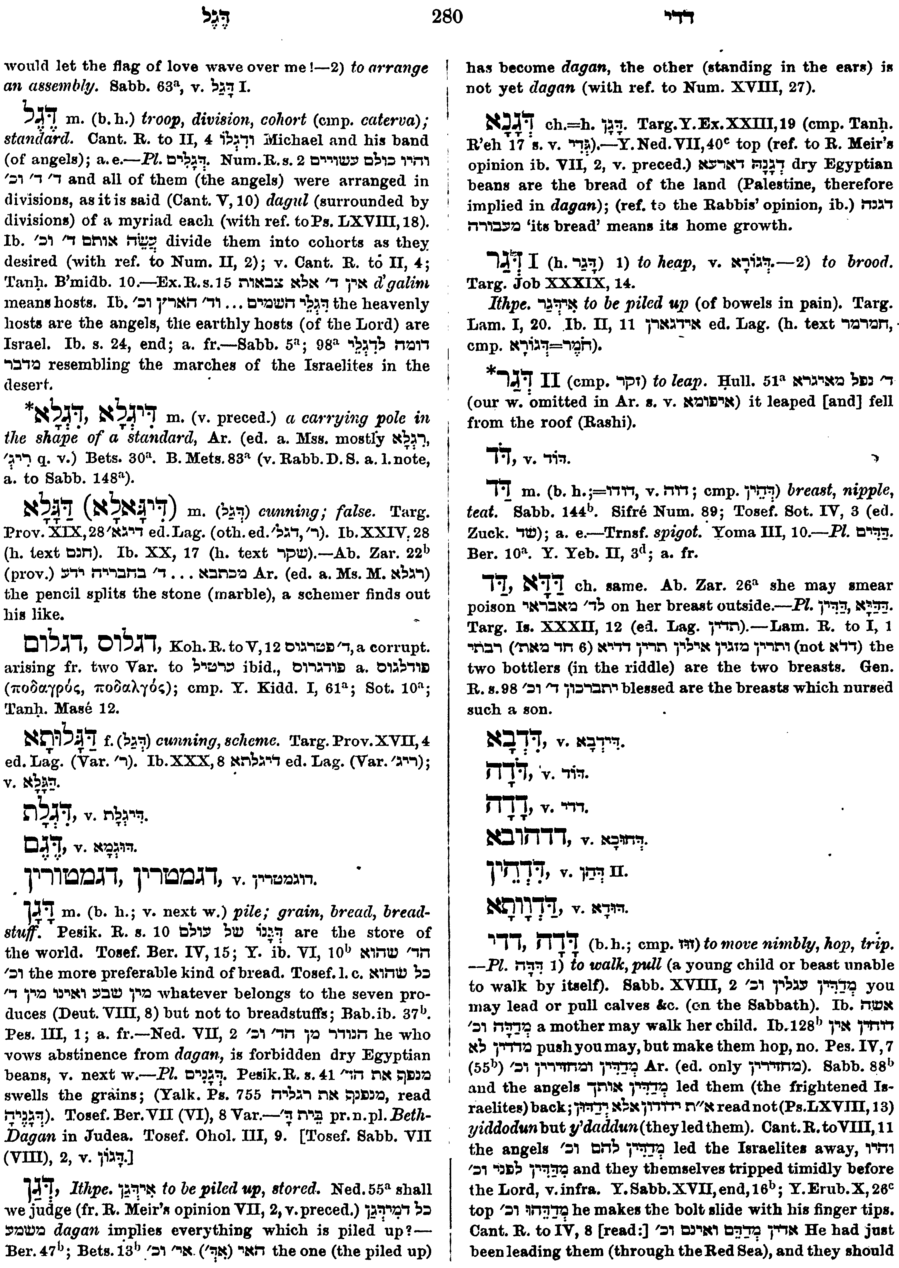 דֶּגֶל 280 דדי
would let the flag of love wave over me!—2) to arrange
an assembly. Sabb. 63ᵃ, v. דָּגַל I.
דֶּגֶל m. (b. h.) troop, division, cohort (cmp. caterva);
standard. Cant. R. to II, 4 ודִגְלוֹ Michael and his band
(of angels); a. e.—Pl. דְּגָלִים. Num. R. s. 2 והיו כולם עשויים
ד' ד' וכ' and all of them (the angels) were arranged in
divisions, as it is said (Cant. V, 10) dagul (surrounded by
divisions) of a myriad each (with ref. to Ps. LXVIII, 18).
Ib. עֲשֵׂה אותם ד' וכ' divide them into cohorts as they
desired (with ref. to Num. II, 2); v. Cant. R. to II, 4;
Tanḥ. B'midb. 10.—Ex. R. s. 15 אין ד' אלא צבאות d'galim
means hosts. Ib. דִּגְלֵי השמים ... וד' הארץ וכ' the heavenly
hosts are the angels, the earthly hosts (of the Lord) are
Israel. Ib. s. 24, end; a. fr.—Sabb. 5ᵃ; 98ᵃ דומה לדִגְלֵי
מדבר resembling the marches of the Israelites in the
desert.
*דִּיגְלָא, דִּגְלָא m. (v. preced.) a carrying pole in
the shape of a standard, Ar. (ed. a. Mss. mostly רִגְלָא,
רִיגְ' q. v.) Bets. 30ᵃ. B. Mets. 83ᵃ (v. Rabb. D. S. a. l. note,
a. to Sabb. 148ᵃ).
דַּגָּלָא (דִּיגָאלָא) m. (דָּגַל) cunning; false. Targ.
Prov. XIX, 28 דיגא' ed. Lag. (oth. ed. דגל', ר'). Ib. XXIV, 28
(h. text חנם). Ib. XX, 17 (h. text שקר).—Ab. Zar. 22ᵇ
(prov.) מכתבא ... ד' בחבריה ידע Ar. (ed. a. Ms. M. רגלא)
the pencil splits the stone (marble), a schemer finds out
his like.
דגלוס, דגלום, Koh. R. to V, 12 ד' פטריגוס, a corrupt.
arising fr. two Var. to ערטיל ibid., פודגרוס a. פודלגוס
(ποδαγρός, ποδαλγός); cmp. Y. Kidd. I, 61ᵃ; Sot. 10ᵃ;
Tanḥ. Masé 12.
דַּגְלוּתָא f. (דָּגַל) cunning, scheme. Targ. Prov. XVII, 4
ed. Lag. (Var. ר'). Ib. XXX, 8 דיגלתא ed. Lag. (Var. ריג');
v. דַּגָּלָא.
דִּגְלָת, v. דִּיגְלָת.
דֶּגֶם, v. דּוּגְמָא.
דגמטרין, דגמטורין, v. דוגמטרין.
דָּגָן m. (b. h.; v. next w.) pile; grain, bread, bread-
stuff. Pesik. R. s. 10 דְּגָנוֹ של עולם are the store of
the world. Tosef. Ber. IV, 15; Y. ib. VI, 10ᵇ הד' שהוא
וכ' the more preferable kind of bread. Tosef. l. c. כל שהוא
מין שבע ואינו מין ד' whatever belongs to the seven pro-
duces (Deut. VIII, 8) but not to breadstuffs; Bab. ib. 37ᵇ.
Pes. III, 1; a. fr.—Ned. VII, 2 הנודר מן הד' וכ' he who
vows abstinence from dagan, is forbidden dry Egyptian
beans, v. next w.—Pl. דְּגָנִים. Pesik. R. s. 41 מנפך את הד'
swells the grains; (Yalk. Ps. 755 מנפנף את רגליה, read
דְּגָנֶיהָ). Tosef. Ber. VII (VI), 8 Var.—בֵּית דָּ' pr. n. pl. Beth-
Dagan in Judea. Tosef. Ohol. III, 9. [Tosef. Sabb. VII
(VIII), 2, v. דָּגוֹן.]
דָּגַן, Ithpe. אִידְּגַן to be piled up, stored. Ned. 55ᵃ shall
we judge (fr. R. Meir's opinion VII, 2, v. preced.) כל דמִידְּגַן
משמע dagan implies everything which is piled up?—
Ber. 47ᵇ; Bets. 13ᵇ האי (אִדְּ') אי' וכ' the one (the piled up)
has become dagan, the other (standing in the ears) is
not yet dagan (with ref. to Num. XVIII, 27).
דִּגְנָא ch.=h. דָּגָן. Targ. Y. Ex. XXIII, 19 (cmp. Tanḥ.
R'eh 17 s. v. גְּדִי).—Y. Ned. VII, 40ᶜ top (ref. to R. Meir's
opinion ib. VII, 2, v. preced.) דְּגָנָהּ דארעא dry Egyptian
beans are the bread of the land (Palestine, therefore
implied in dagan); (ref. to the Rabbis' opinion, ib.) דגנה
מעבורה 'its bread' means its home growth.
דְּגַר I (h. דָּגַר) 1) to heap, v. דְּגוֹרָא.—2) to brood.
Targ. Job XXXIX, 14.
Ithpe. אִידְּגַר to be piled up (of bowels in pain). Targ.
Lam. I, 20. Ib. II, 11 אידגארן ed. Lag. (h. text חמרמר,
cmp. חֹמֶר=דְּגוֹרָא).
*דְּגַר II (cmp. זקר) to leap. Ḥull. 51ᵃ ד' נפל מאיגרא
(our w. omitted in Ar. s. v. איפומא) it leaped [and] fell
from the roof (Rashi).
דֹּד, v. דּוֹד.
דַּד m. (b. h.;=דודו, v. דוה; cmp. דְּהֵין) breast, nipple,
teat. Sabb. 144ᵇ. Sifré Num. 89; Tosef. Sot. IV, 3 (ed.
Zuck. שד); a. e.—Trnsf. spigot. Yoma III, 10.—Pl. דַּדִּים.
Ber. 10ᵃ. Y. Yeb. II, 3ᵈ; a. fr.
דַּד, דַּדָּא ch. same. Ab. Zar. 26ᵃ she may smear
poison לד' מאבראי on her breast outside.—Pl. דַּדִּין, דַּדַּיָּא.
Targ. Is. XXXII, 12 (ed. Lag. תדין).—Lam. R. to I, 1
רבתי (חד מאת' 6) ותרין מזגין אילין תרין דדיא (not דדלא) the
two bottlers (in the riddle) are the two breasts. Gen.
R. s. 98 יתברכון ד' וכ' blessed are the breasts which nursed
such a son.
דִּדְבָא, v. דִּידְבָא.
דֹּדָה, v. דּוֹד.
דָּדָה, v. דדי.
דדחובא, v. דְּחוּבָא.
דִּדְהֵין, v. דְּהַן II.
דַּדְוָותָא, v. דּוּדָא.
דָּדָה, דדי (b. h.; cmp. זוז) to move nimbly, hop, trip.
—Pl. דִּדָּה 1) to walk, pull (a young child or beast unable
to walk by itself). Sabb. XVIII, 2 מְדַדִּין עגלין וכ' you
may lead or pull calves &c. (on the Sabbath). Ib. אשה
מְדַדָּה וכ' a mother may walk her child. Ib. 128ᵇ דוחין אין
מדדין לא push you may, but make them hop, no. Pes. IV, 7
(55ᵇ) מְדַדִּין ומחזירין וכ' Ar. (ed. only מחזירין). Sabb. 88ᵇ
and the angels מְדַדִּין אותך led them (the frightened Is-
raelites) back; א"ת יִדּוֹדוּן אלא יְדַדּוּן read not (Ps. LXVIII, 13)
yiddodun but y'daddun (they led them). Cant. R. to VIII, 11
the angels מְדַדִּין להם וכ' led the Israelites away, והיו
מְדַדִּין לפני וכ' and they themselves tripped timidly before
the Lord, v. infra. Y. Sabb. XVII, end, 16ᵇ; Y. Erub. X, 26ᶜ
top מְדַדֵּהוּ וכ' he makes the bolt slide with his finger tips.
Cant. R. to IV, 8 [read:] אדין מְדַדֵּם ואינם וכ' He had just
been leading them (through the Red Sea), and they should